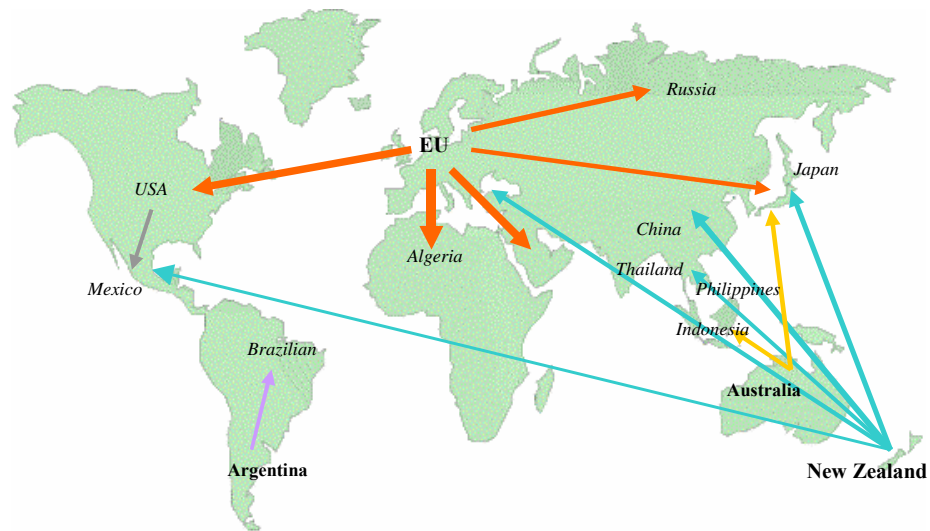 Russia
EU
Japan
USA
China
Algeria
Thailand
Mexico
Philippines
Indonesia
Brazilian
Australia
Argentina
New Zealand